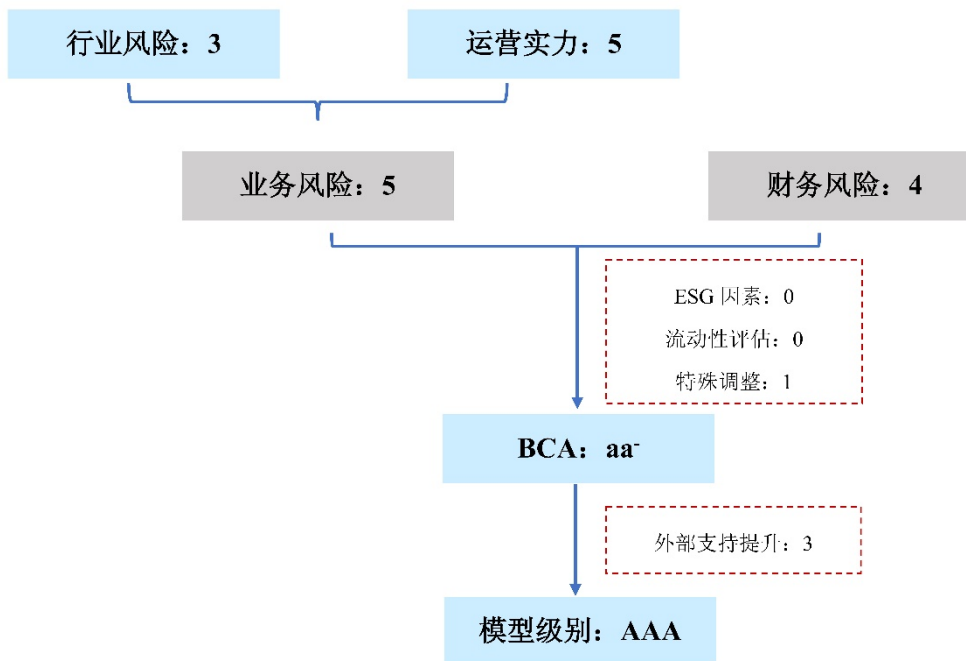 行业风险：3
运营实力：5
业务风险：5
财务风险：4
ESG 因素：0
流动性评估：0
特殊调整：1
BCA：aa⁻
外部支持提升：3
模型级别：AAA